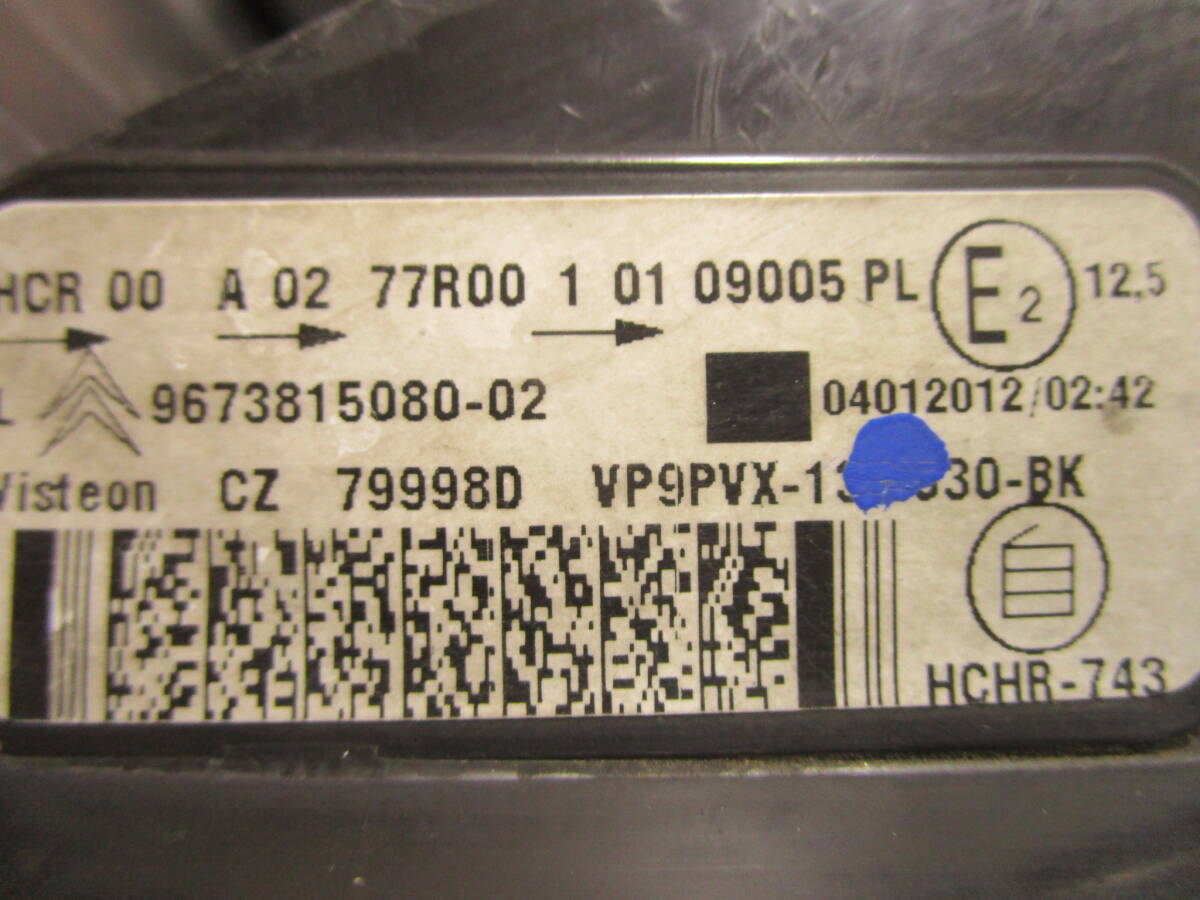 HCR 00 A 02 77R00 1 01 09005 PL E2 12,5
L 9673815080-02 04012012/02:42
Visteon CZ 79998D
HCHR-743